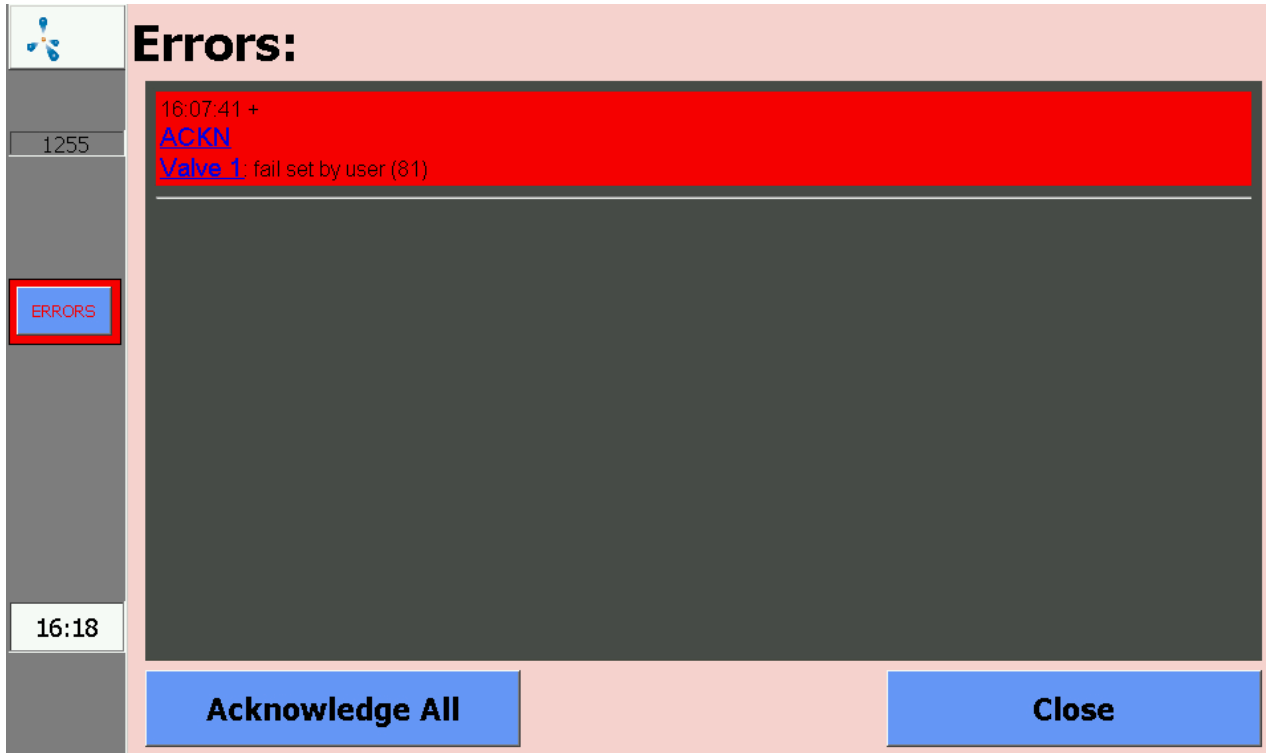 Errors:
16:07:41 +
ACKN
Valve 1: fail set by user (81)
1255
ERRORS
16:18
Acknowledge All
Close